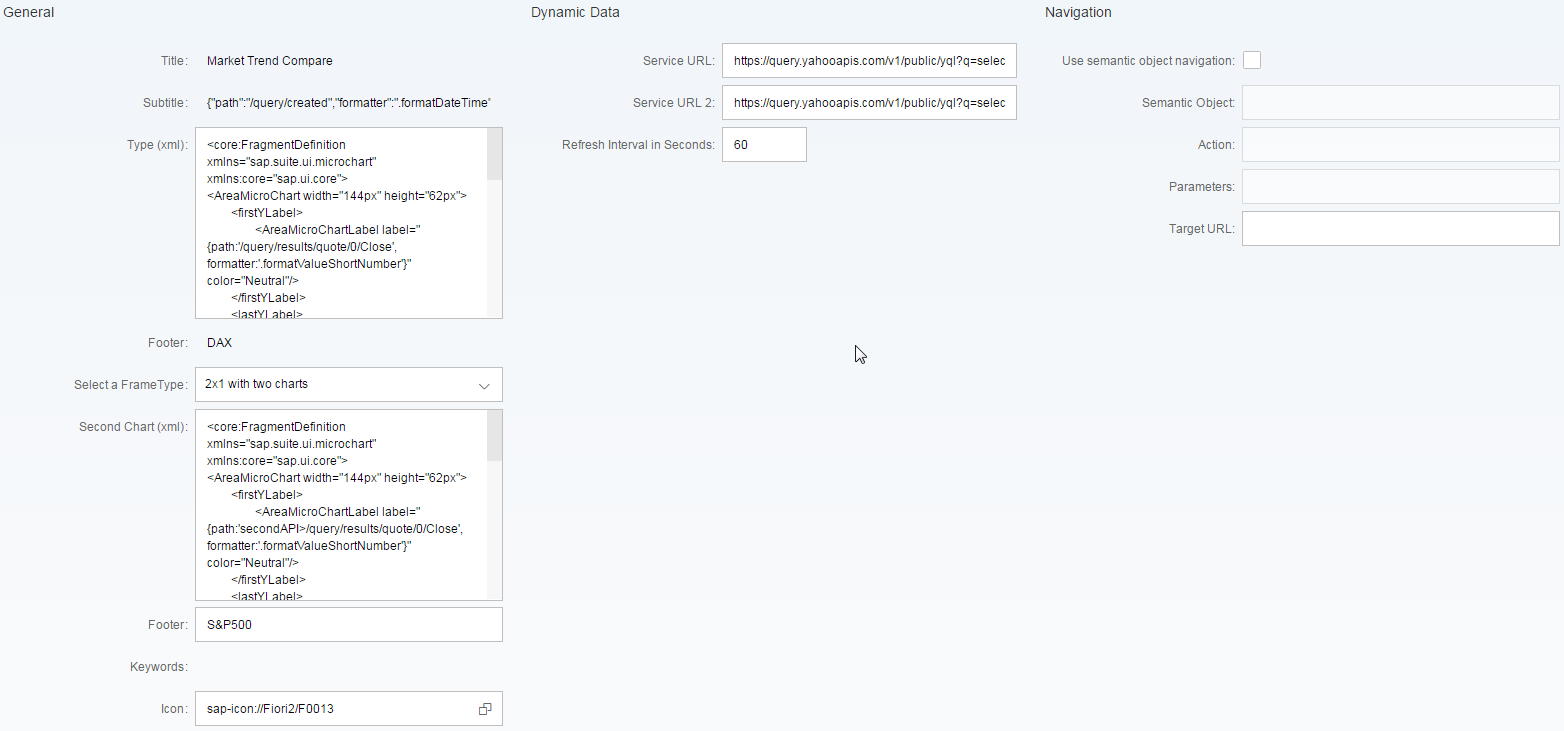 General
Title: Market Trend Compare
Subtitle: {"path":"/query/created","formatter":".formatDateTime"
Type (xml): <core:FragmentDefinition
xmlns="sap.suite.ui.microchart"
xmlns:core="sap.ui.core">
<AreaMicroChart width="144px" height="62px">
<firstYLabel>
<AreaMicroChartLabel label="
{path:'/query/results/quote/0/Close',
formatter:'.formatValueShortNumber'}"
color="Neutral"/>
</firstYLabel>
<lastYLabel>
Footer: DAX
Select a FrameType: 2x1 with two charts
Second Chart (xml): <core:FragmentDefinition
xmlns="sap.suite.ui.microchart"
xmlns:core="sap.ui.core">
<AreaMicroChart width="144px" height="62px">
<firstYLabel>
<AreaMicroChartLabel label="
{path:'secondAPI>/query/results/quote/0/Close',
formatter:'.formatValueShortNumber'}"
color="Neutral"/>
</firstYLabel>
<lastYLabel>
Footer: S&P500
Keywords:
Icon: sap-icon://Fiori2/F0013
Dynamic Data
Service URL: https://query.yahooapis.com/v1/public/yql?q=selec
Service URL 2: https://query.yahooapis.com/v1/public/yql?q=selec
Refresh Interval in Seconds: 60
Navigation
Use semantic object navigation:
Semantic Object:
Action:
Parameters:
Target URL: